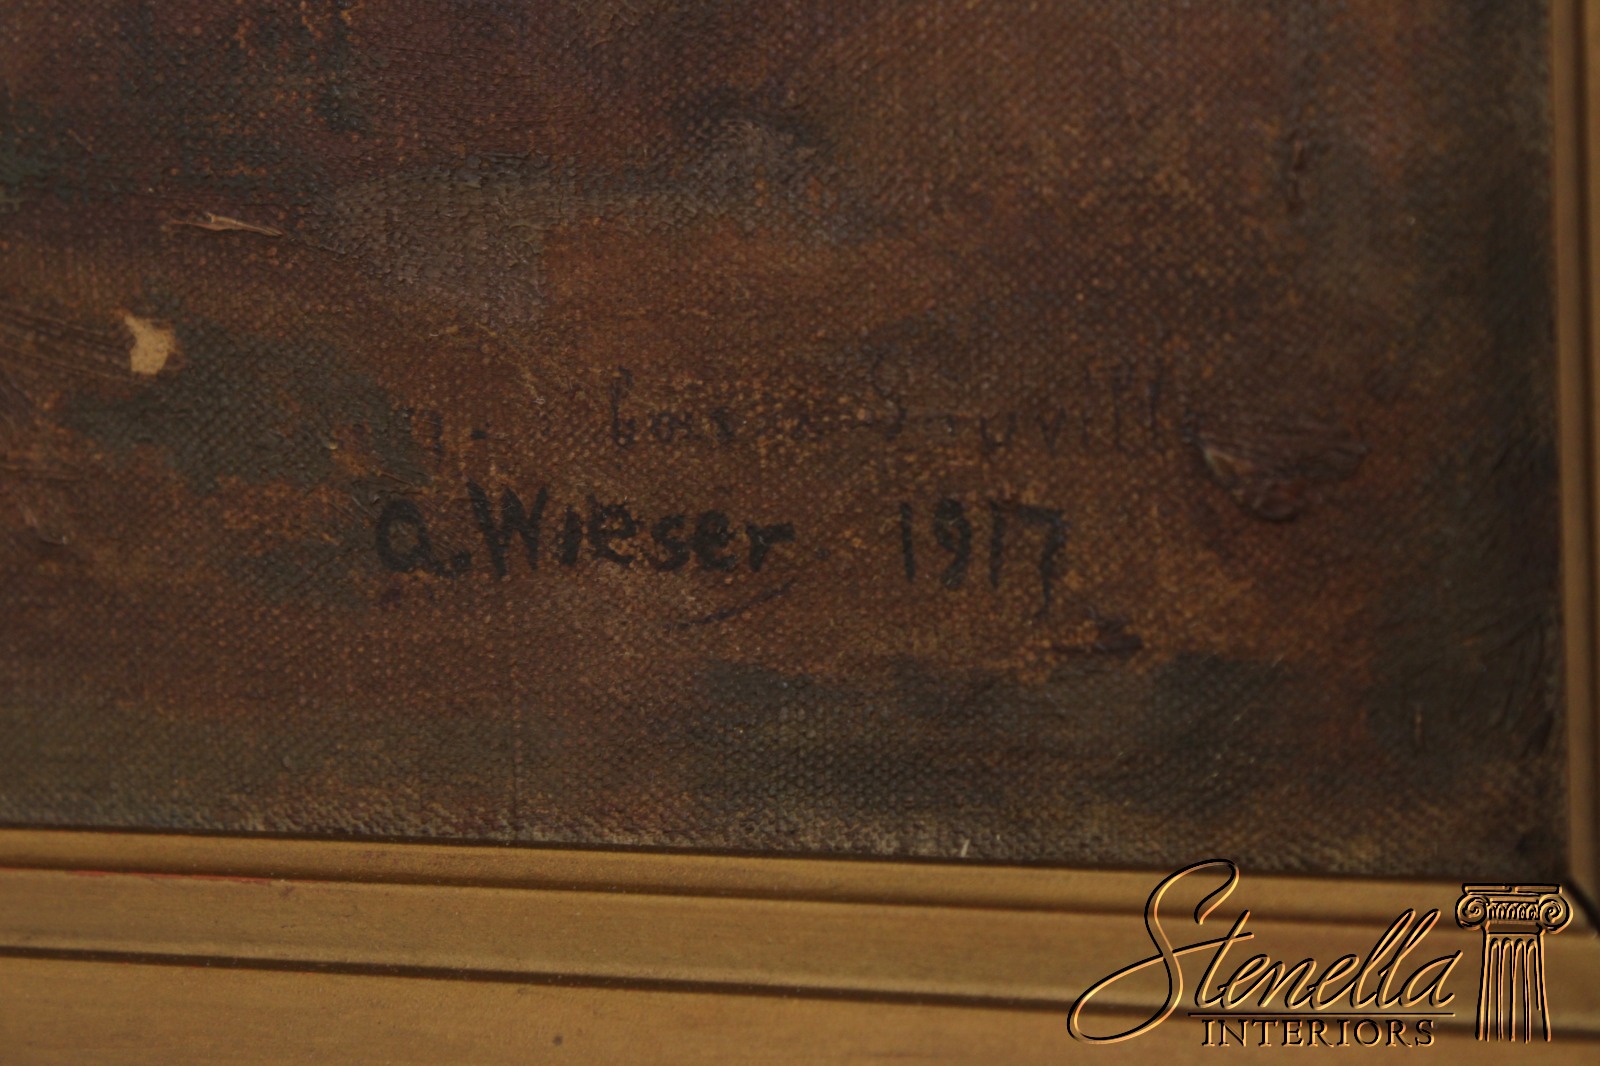 a. Wieser 1917
Stenella
INTERIORS